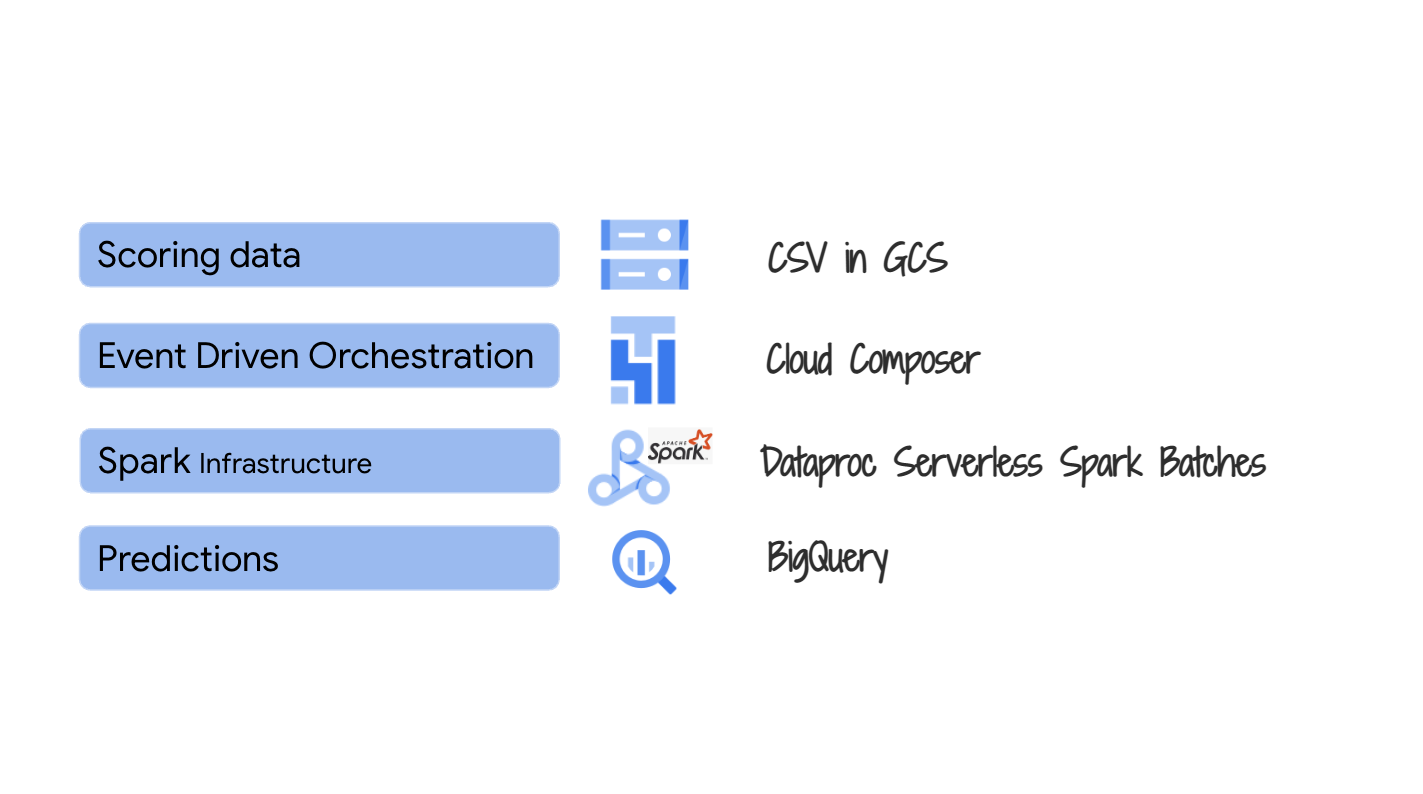 Scoring data
CSV in GCS
Event Driven Orchestration
Cloud Composer
Spark Infrastructure
APACHE
Spark
Dataproc Serverless Spark Batches
Predictions
BigQuery